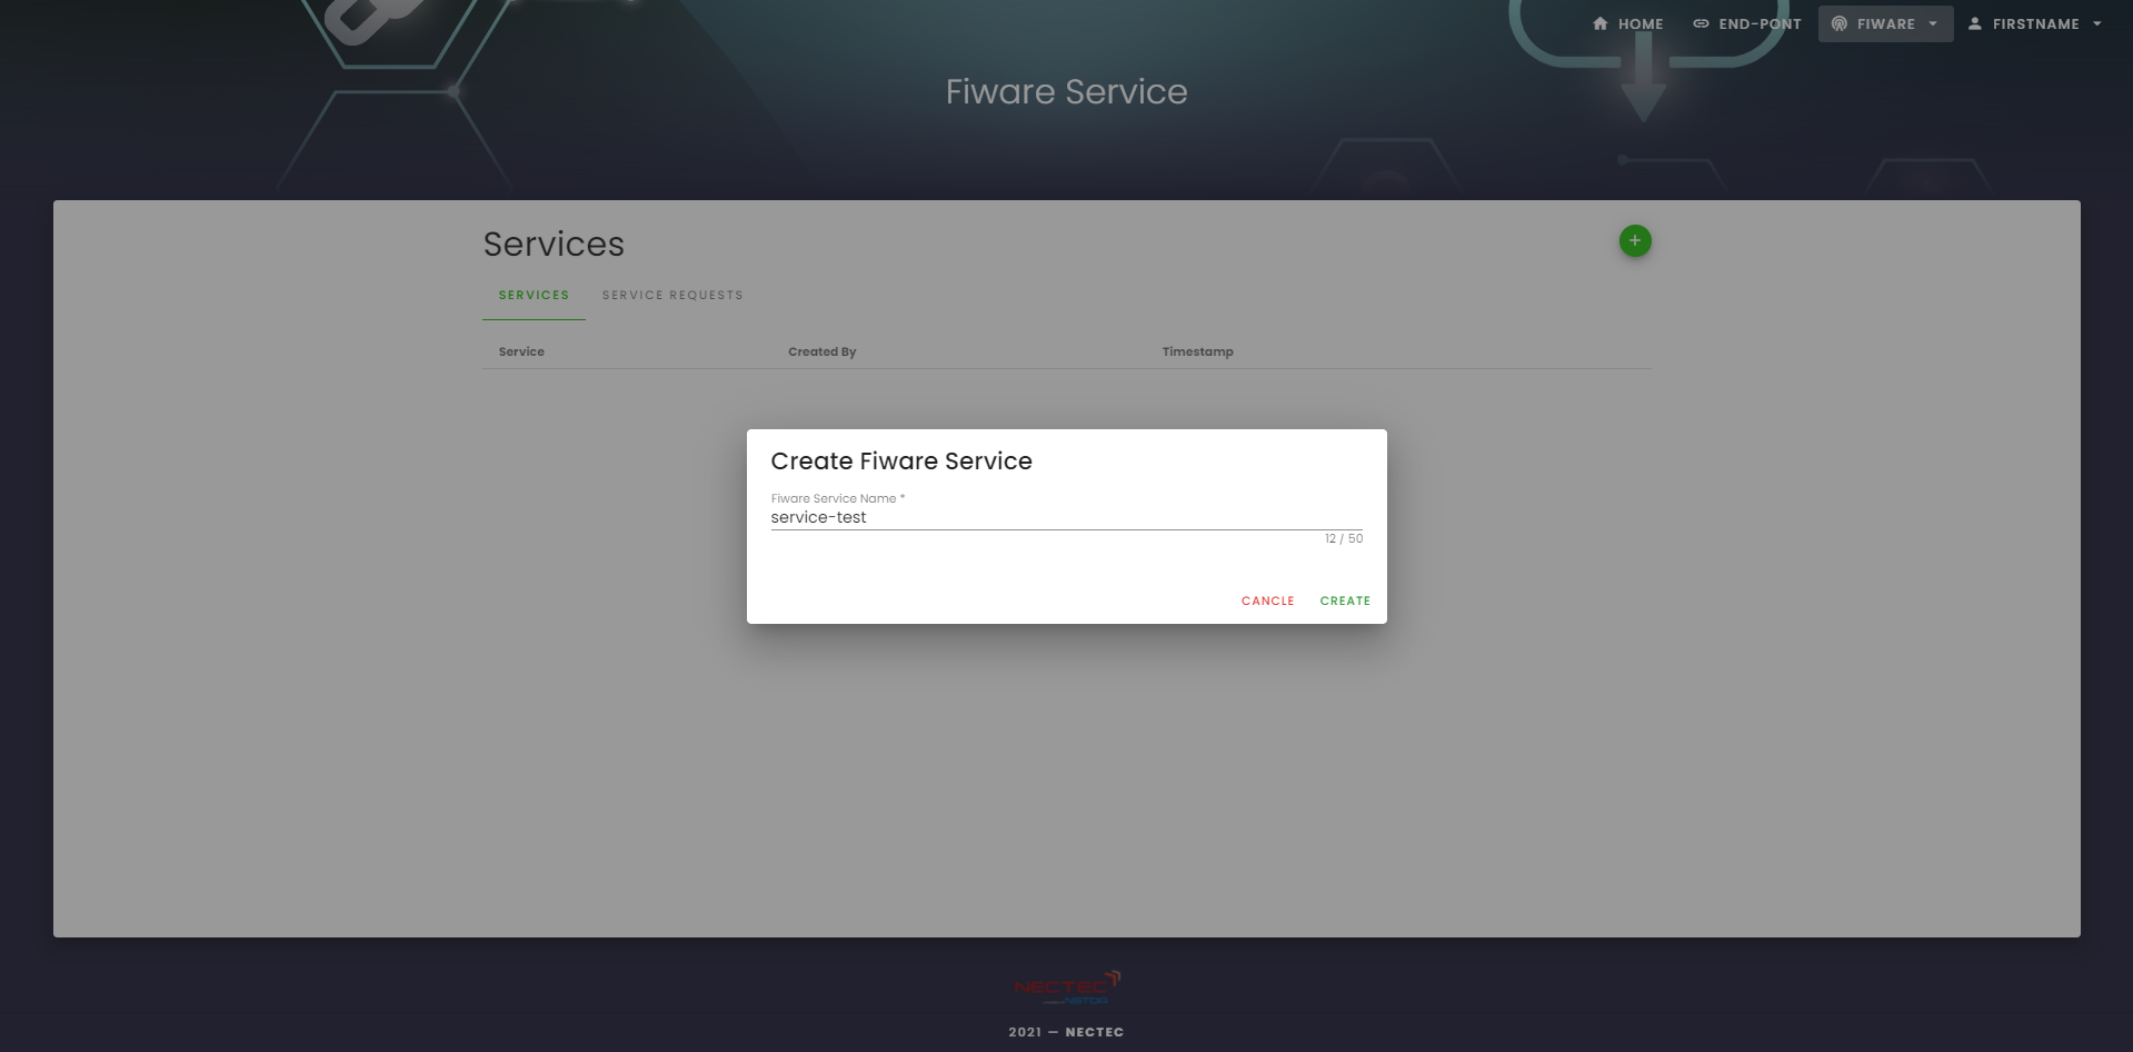 HOME END-PONT FIWARE FIRSTNAME
Fiware Service
Services
SERVICES SERVICE REQUESTS
Service Created By Timestamp
Create Fiware Service
Fiware Service Name *
service-test
12 / 50
CANCLE CREATE
NECTEC
NSTDA
2021 — NECTEC